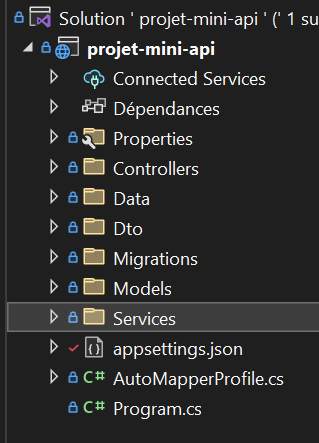 Solution ' projet-mini-api ' (' 1 su
projet-mini-api
Connected Services
Dépendances
Properties
Controllers
Data
Dto
Migrations
Models
Services
appsettings.json
C# AutoMapperProfile.cs
C# Program.cs